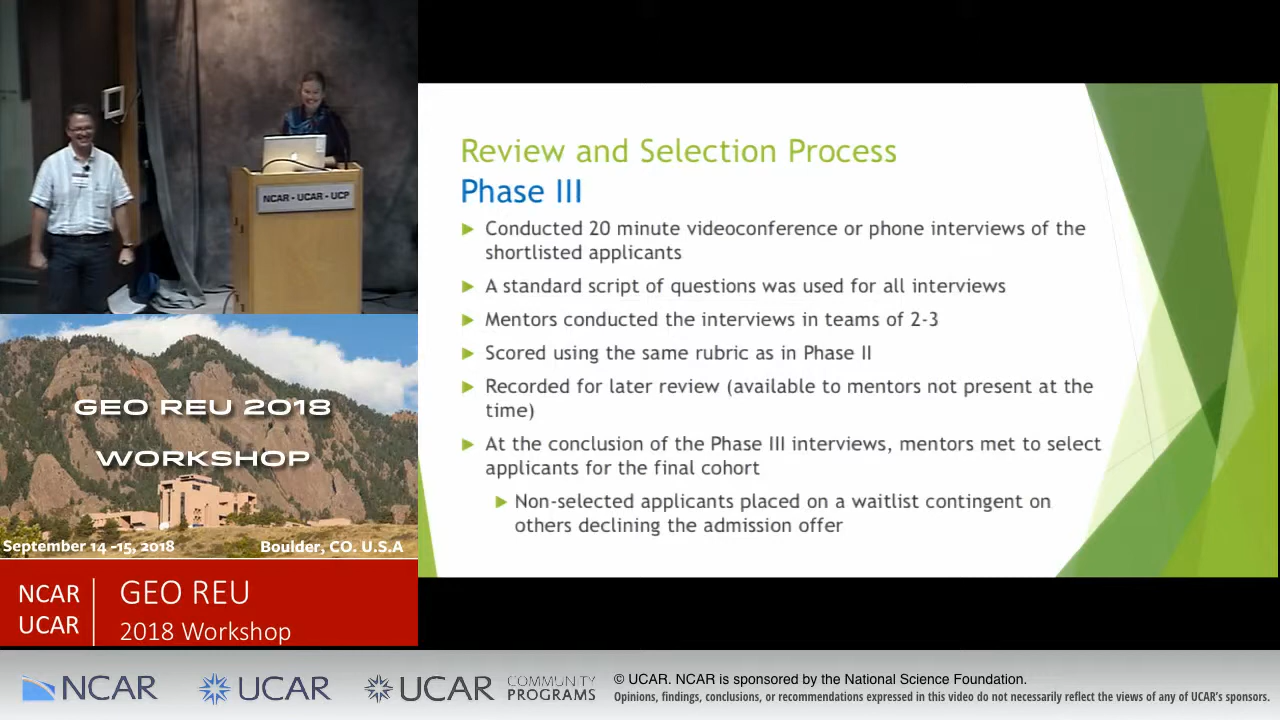 NCAR • UCAR • UCP
GEO REU 2018
WORKSHOP
September 14 -15, 2018
Boulder, CO. U.S.A
NCAR
UCAR
GEO REU
2018 Workshop
Review and Selection Process
Phase III
Conducted 20 minute videoconference or phone interviews of the
shortlisted applicants
A standard script of questions was used for all interviews
Mentors conducted the interviews in teams of 2-3
Scored using the same rubric as in Phase II
Recorded for later review (available to mentors not present at the
time)
At the conclusion of the Phase III interviews, mentors met to select
applicants for the final cohort
Non-selected applicants placed on a waitlist contingent on
others declining the admission offer
NCAR
UCAR
UCAR
COMMUNITY
PROGRAMS
© UCAR. NCAR is sponsored by the National Science Foundation.
Opinions, findings, conclusions, or recommendations expressed in this video do not necessarily reflect the views of any of UCAR's sponsors.